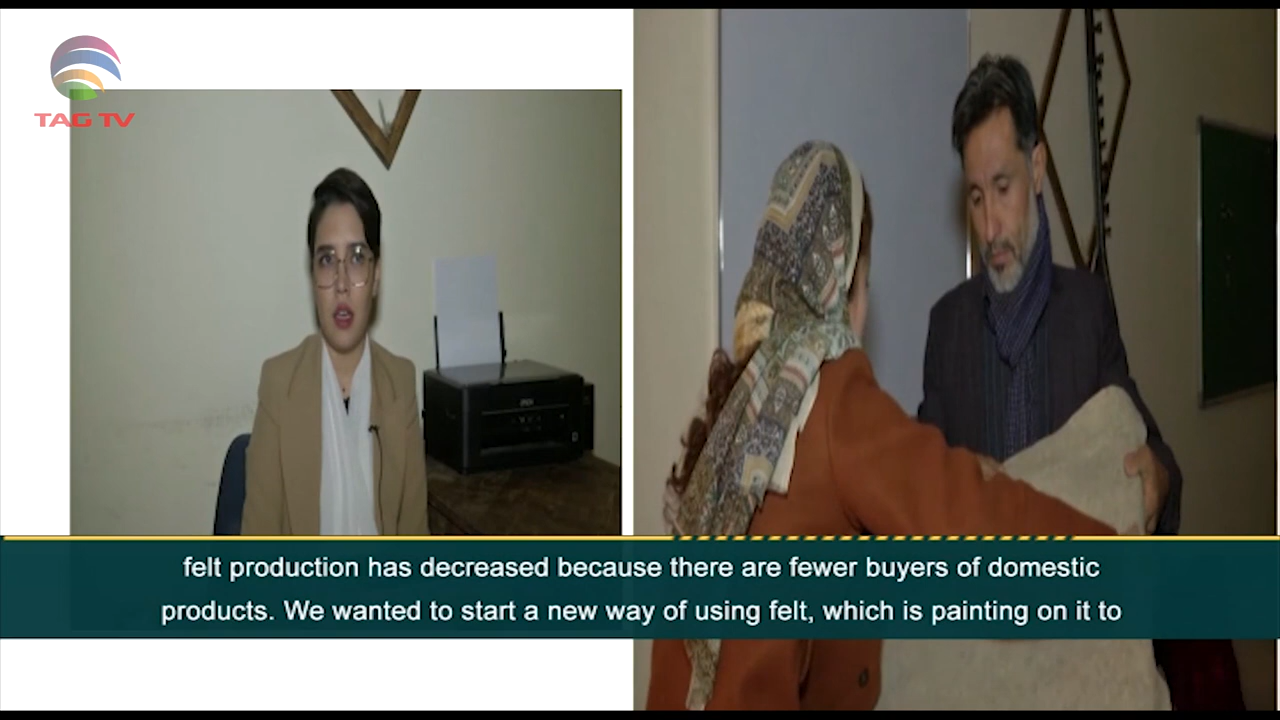 TAG TV
felt production has decreased because there are fewer buyers of domestic
products. We wanted to start a new way of using felt, which is painting on it to